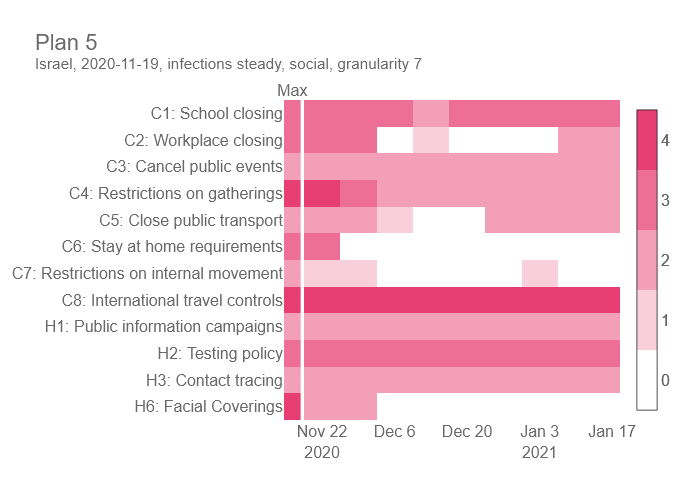 Plan 5
Israel, 2020-11-19, infections steady, social, granularity 7
Max
C1: School closing
C2: Workplace closing
C3: Cancel public events
C4: Restrictions on gatherings
C5: Close public transport
C6: Stay at home requirements
C7: Restrictions on internal movement
C8: International travel controls
H1: Public information campaigns
H2: Testing policy
H3: Contact tracing
H6: Facial Coverings
4
3
2
1
0
Nov 22 Dec 6 Dec 20 Jan 3 Jan 17
2020 2021